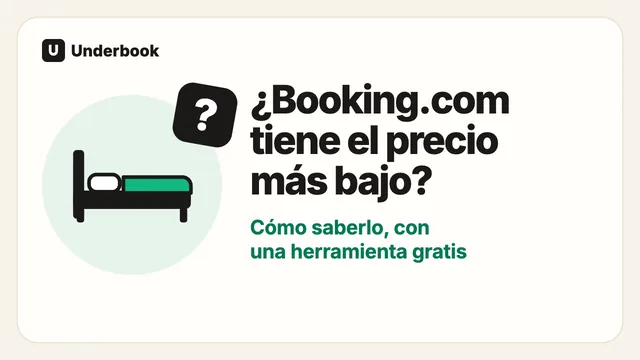 U Underbook
?
¿Booking.com
tiene el precio
más bajo?
Cómo saberlo, con
una herramienta gratis